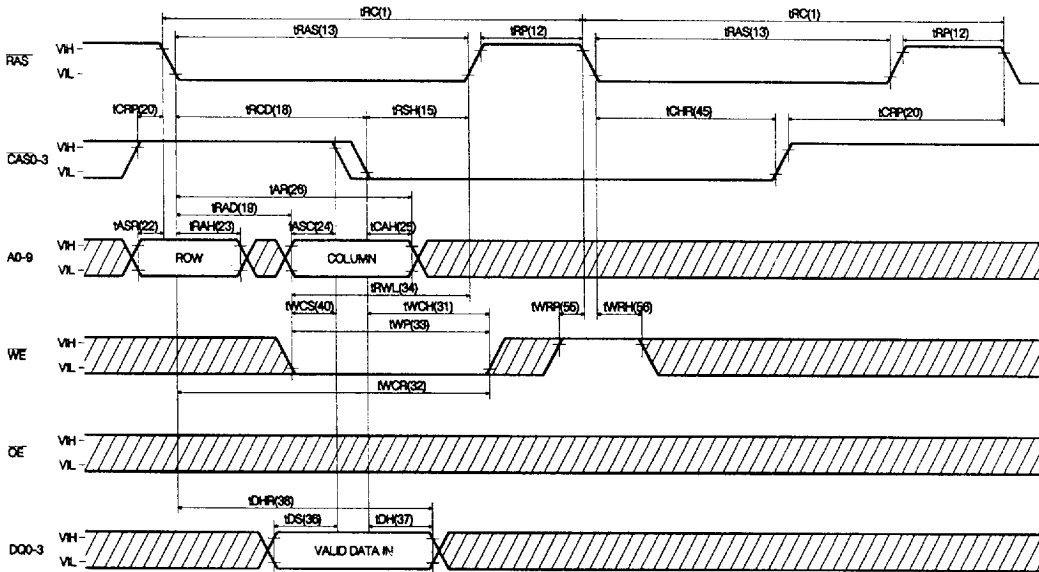 tRC(1) tRC(1)
tRAS(13) tRP(12) tRAS(13) tRP(12)
RAS VIH
VIL
tCRP(20) tRCD(18) tRSH(15) tCHR(45) tCRP(20)
CAS0-3 VIH
VIL
tAR(26)
tRAD(19)
tASR(22) tRAH(23) tASC(24) tCAH(25)
A0-9 VIH
VIL
ROW COLUMN
tRWL(34)
tWCS(40) tWCH(31) tWRP(55) tWRH(56)
tWP(33)
WE VIH
VIL
tWCR(32)
OE VIH
VIL
tDHR(38)
tDS(36) tDH(37)
DQ0-3 VIH
VIL
VALID DATA IN